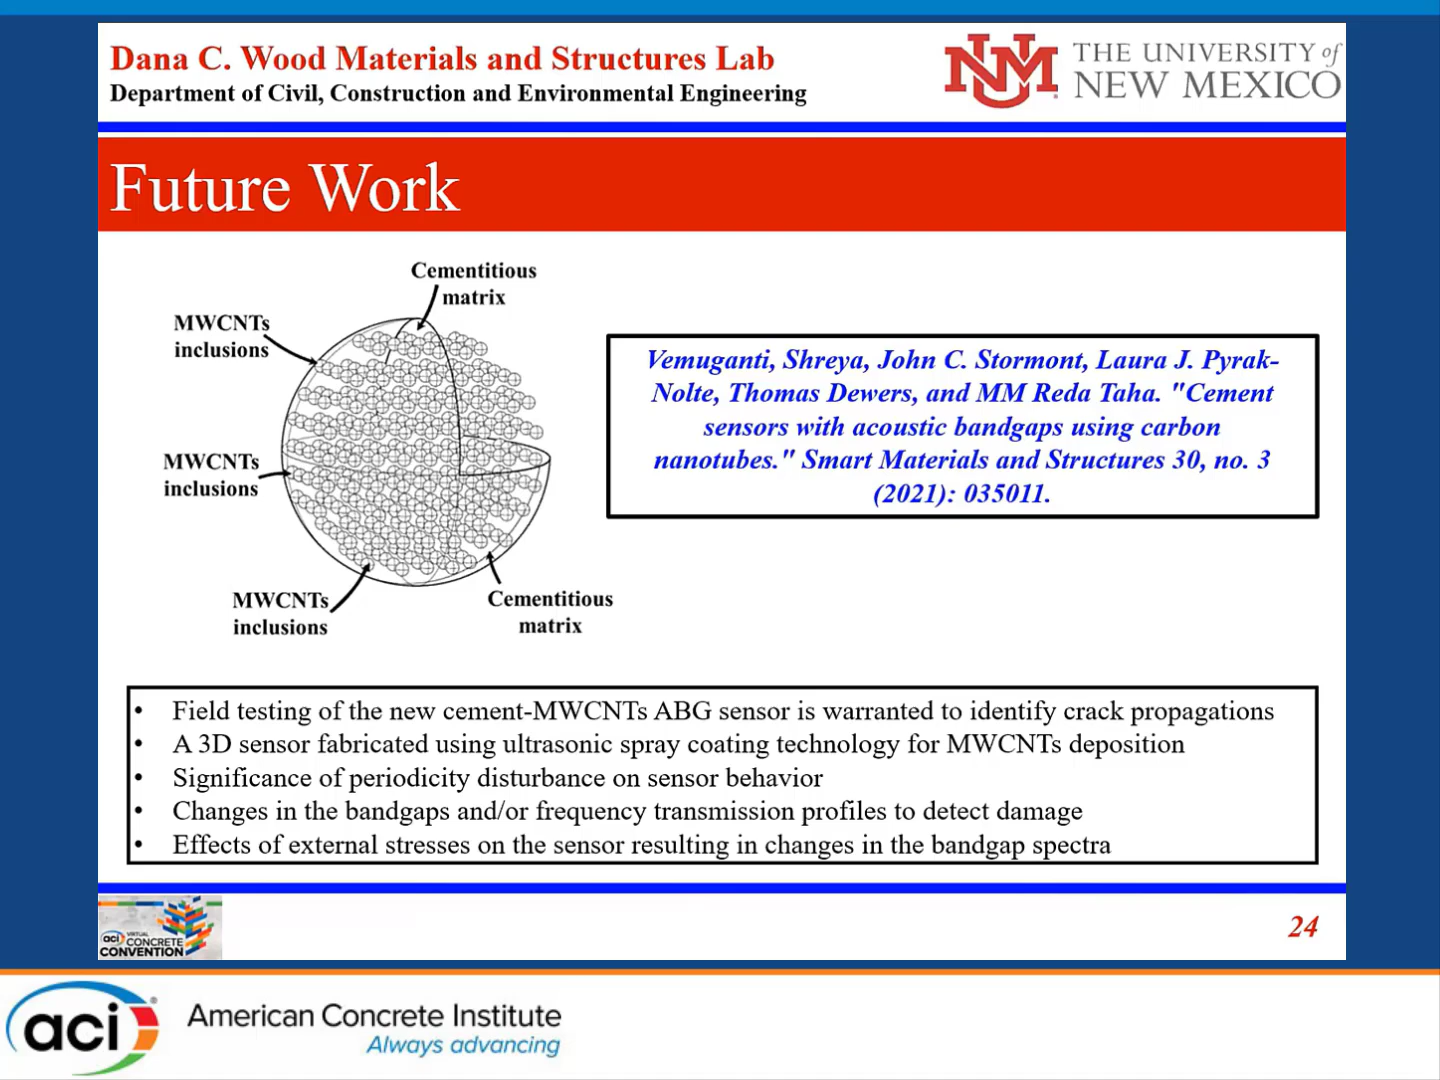 Dana C. Wood Materials and Structures Lab
Department of Civil, Construction and Environmental Engineering
UNM
THE UNIVERSITY of
NEW MEXICO
Future Work
Cementitious
matrix
MWCNTs
inclusions
MWCNTs
inclusions
MWCNTs
inclusions
Cementitious
matrix
Vemuganti, Shreya, John C. Stormont, Laura J. Pyrak-
Nolte, Thomas Dewers, and MM Reda Taha. "Cement
sensors with acoustic bandgaps using carbon
nanotubes." Smart Materials and Structures 30, no. 3
(2021): 035011.
• Field testing of the new cement-MWCNTs ABG sensor is warranted to identify crack propagations
• A 3D sensor fabricated using ultrasonic spray coating technology for MWCNTs deposition
• Significance of periodicity disturbance on sensor behavior
• Changes in the bandgaps and/or frequency transmission profiles to detect damage
• Effects of external stresses on the sensor resulting in changes in the bandgap spectra
aci VIRTUAL
CONCRETE
CONVENTION
24
aci
American Concrete Institute
Always advancing